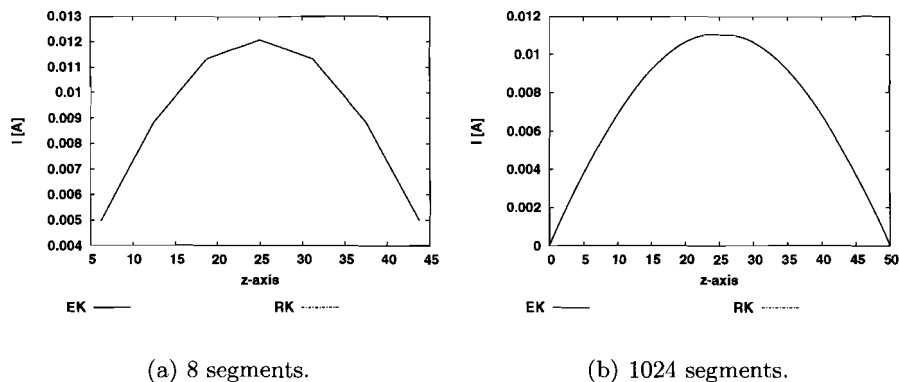 0.013
0.012
0.011
0.01
0.009
0.008
0.007
0.006
0.005
0.004
I [A]
5 10 15 20 25 30 35 40 45
z-axis
EK RK
(a) 8 segments.
0.012
0.01
0.008
0.006
0.004
0.002
0
I [A]
0 5 10 15 20 25 30 35 40 45 50
z-axis
EK RK
(b) 1024 segments.